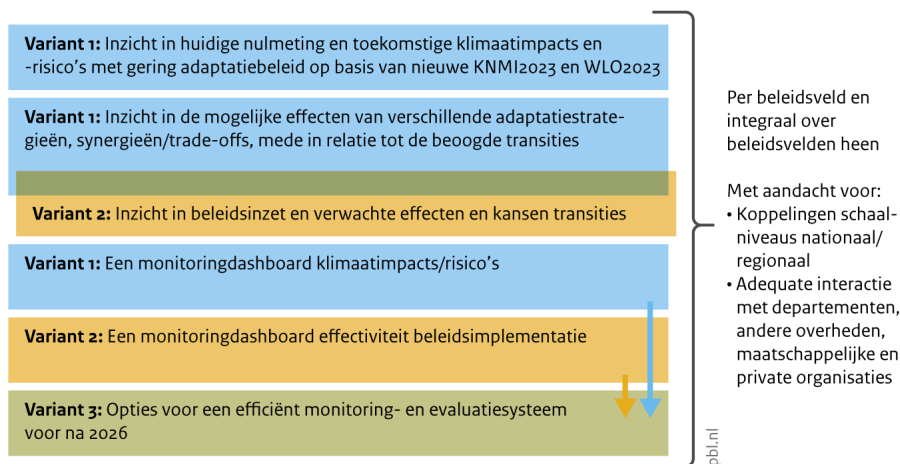 Variant 1: Inzicht in huidige nulmeting en toekomstige klimaatimpacts en
-risico's met gering adaptatiebeleid op basis van nieuwe KNMI2023 en WLO2023
Variant 1: Inzicht in de mogelijke effecten van verschillende adaptatiestrate-
gieën, synergieën/trade-offs, mede in relatie tot de beoogde transities
Variant 2: Inzicht in beleidsinzet en verwachte effecten en kansen transities
Variant 1: Een monitoringdashboard klimaatimpacts/risico's
Variant 2: Een monitoringdashboard effectiviteit beleidsimplementatie
Variant 3: Opties voor een efficiënt monitoring- en evaluatiesysteem
voor na 2026
Per beleidsveld en
integraal over
beleidsvelden heen
Met aandacht voor:
• Koppelingen schaal-
niveaus nationaal/
regionaal
• Adequate interactie
met departementen,
andere overheden,
maatschappelijke en
private organisaties
pbl.nl